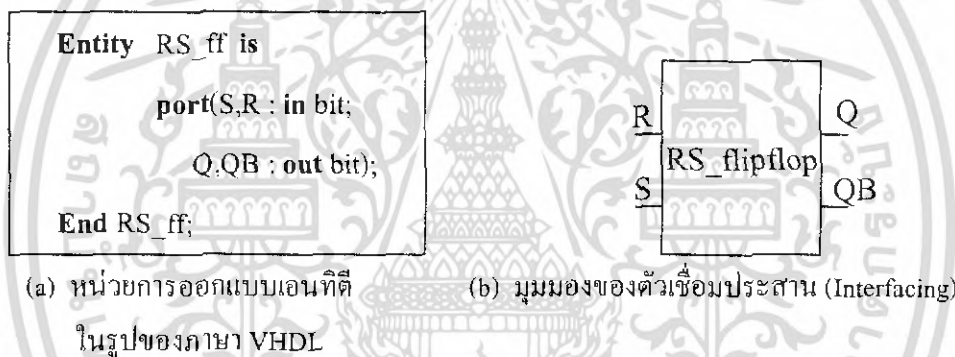 Entity RS_ff is
port(S,R : in bit;
Q,QB : out bit);
End RS_ff;
(a) หน่วยการออกแบบเอนทิตี
ในรูปของภาษา VHDL
R
S
RS_flipflop
Q
QB
(b) มุมมองของตัวเชื่อมประสาน (Interfacing)